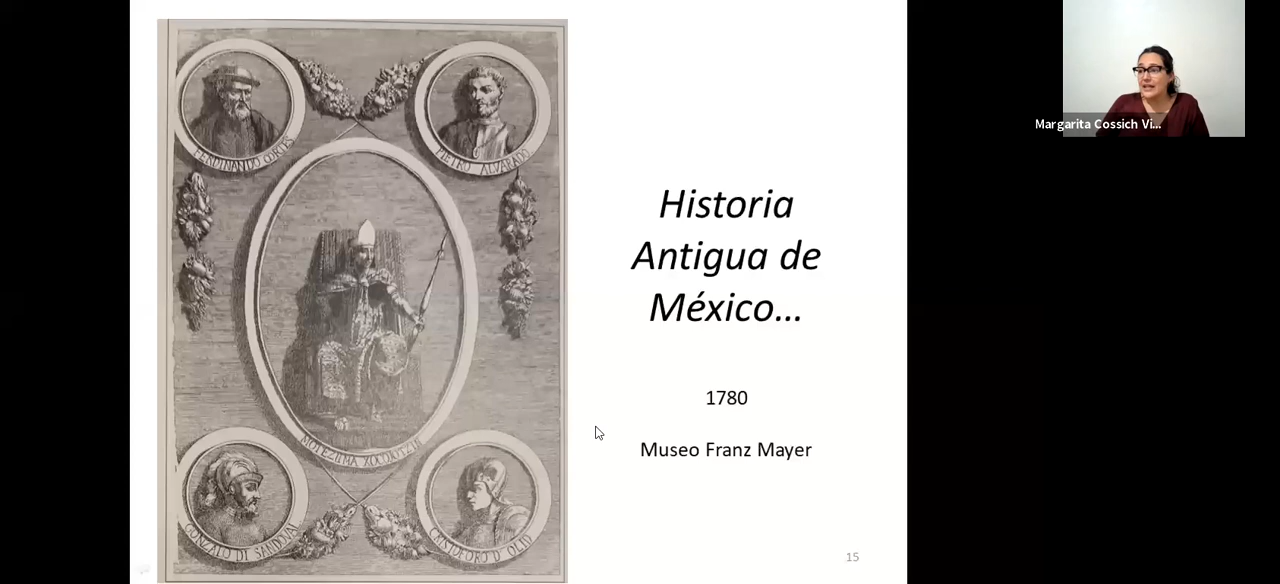 FERDINANDO CORTES
PIETRO ALVARADO
MOTEZUMA XOCOJOTZIN
GONZALO DI SANDOVAL
CRISTOFORO D' OLID
Historia
Antigua de
México...
1780
Museo Franz Mayer
15
Margarita Cossich Vi...